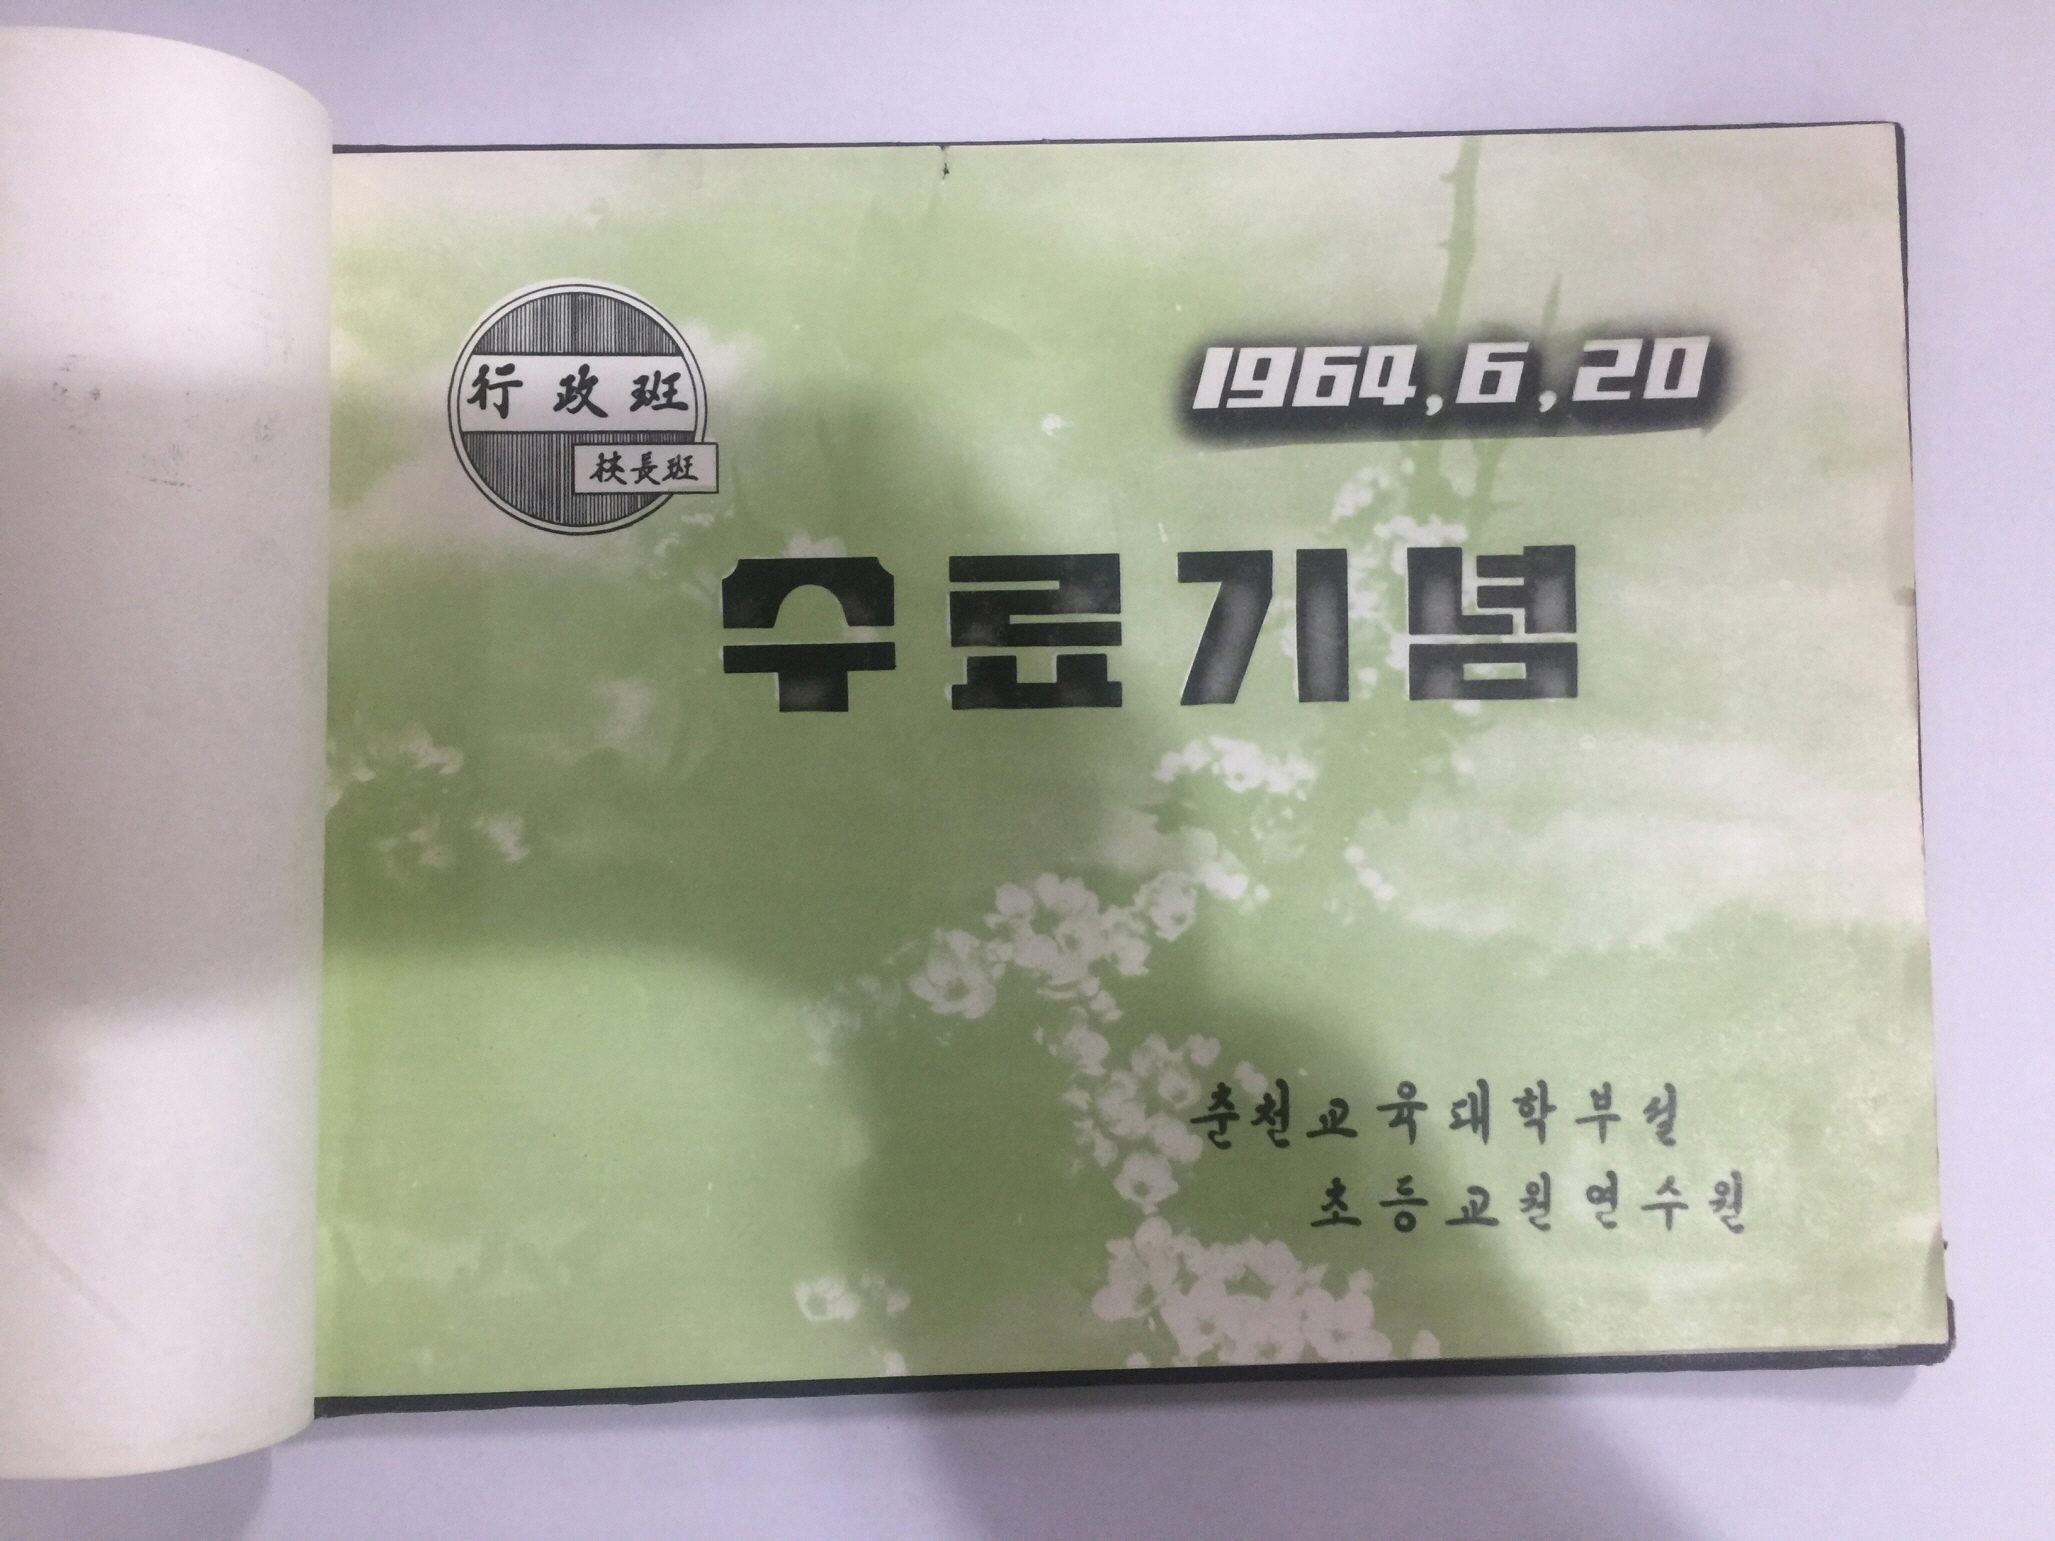 行政班
校長班
1964,6,20
수료기념
춘천교육대학부설
초등교원연수원